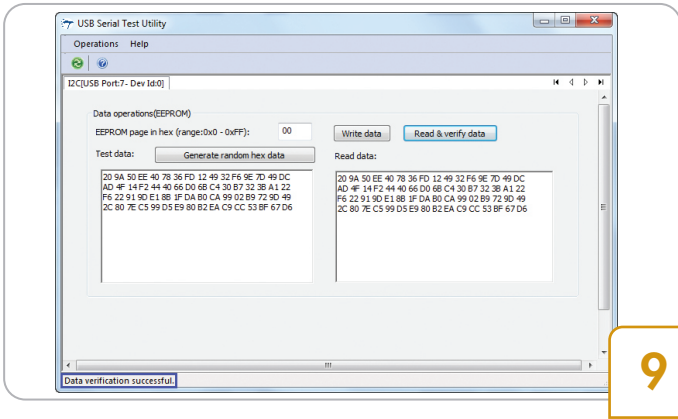 USB Serial Test Utility
Operations Help
I2C[USB Port:7- Dev Id:0]
Data operations(EEPROM)
EEPROM page in hex (range:0x0 - 0xFF): 00 Write data Read & verify data
Test data: Generate random hex data Read data:
20 9A 50 EE 40 78 36 FD 12 49 32 F6 9E 7D 49 DC
AD 4F 14 F2 44 40 66 D0 6B C4 30 B7 32 3B A1 22
F6 22 91 9D E1 8B 1F DA B0 CA 99 02 B9 72 9D 49
2C 80 7E C5 99 D5 E9 80 B2 EA C9 CC 53 BF 67 D6
20 9A 50 EE 40 78 36 FD 12 49 32 F6 9E 7D 49 DC
AD 4F 14 F2 44 40 66 D0 6B C4 30 B7 32 3B A1 22
F6 22 91 9D E1 8B 1F DA B0 CA 99 02 B9 72 9D 49
2C 80 7E C5 99 D5 E9 80 B2 EA C9 CC 53 BF 67 D6
Data verification successful.
9